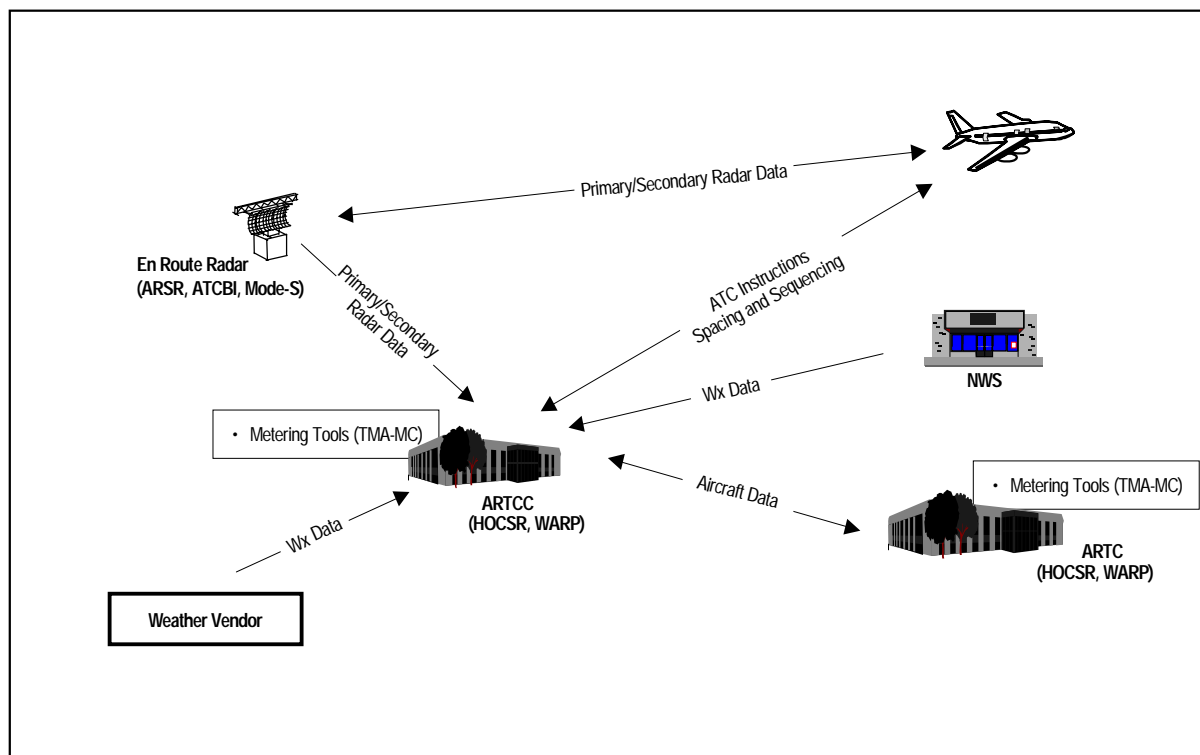 Primary/Secondary Radar Data
En Route Radar
(ARSR, ATCBI, Mode-S)
Primary/Secondary
Radar Data
ATC Instructions
Spacing and Sequencing
NWS
Wx Data
• Metering Tools (TMA-MC)
ARTCC
(HOCSR, WARP)
Aircraft Data
• Metering Tools (TMA-MC)
ARTC
(HOCSR, WARP)
Wx Data
Weather Vendor